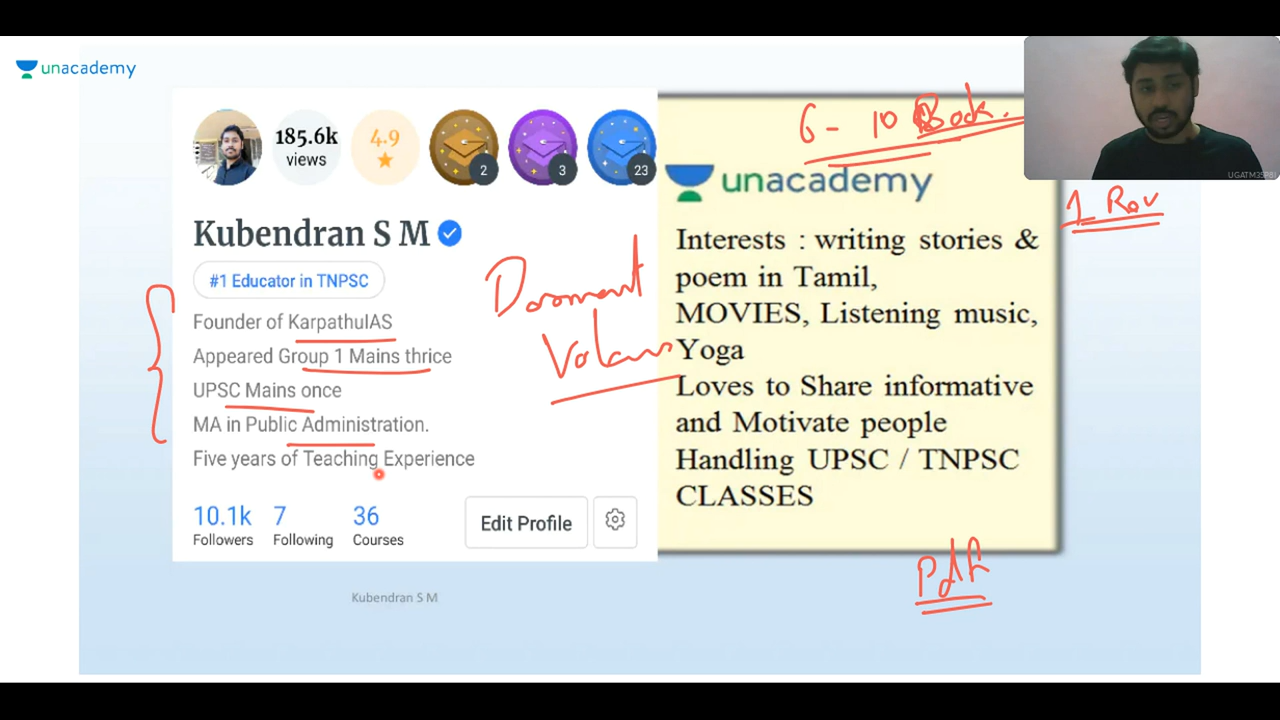 unacademy
185.6k
views
4.9
2
3
23
Kubendran S M
#1 Educator in TNPSC
Founder of KarpathuIAS
Appeared Group 1 Mains thrice
UPSC Mains once
MA in Public Administration.
Five years of Teaching Experience
10.1k
Followers
7
Following
36
Courses
Edit Profile
Dormant
6 - 10 Book.
unacademy
Interests : writing stories &
poem in Tamil,
MOVIES, Listening music,
Yoga
Loves to Share informative
and Motivate people
Handling UPSC / TNPSC
CLASSES
1 Rev
Pdf
Kubendran S M